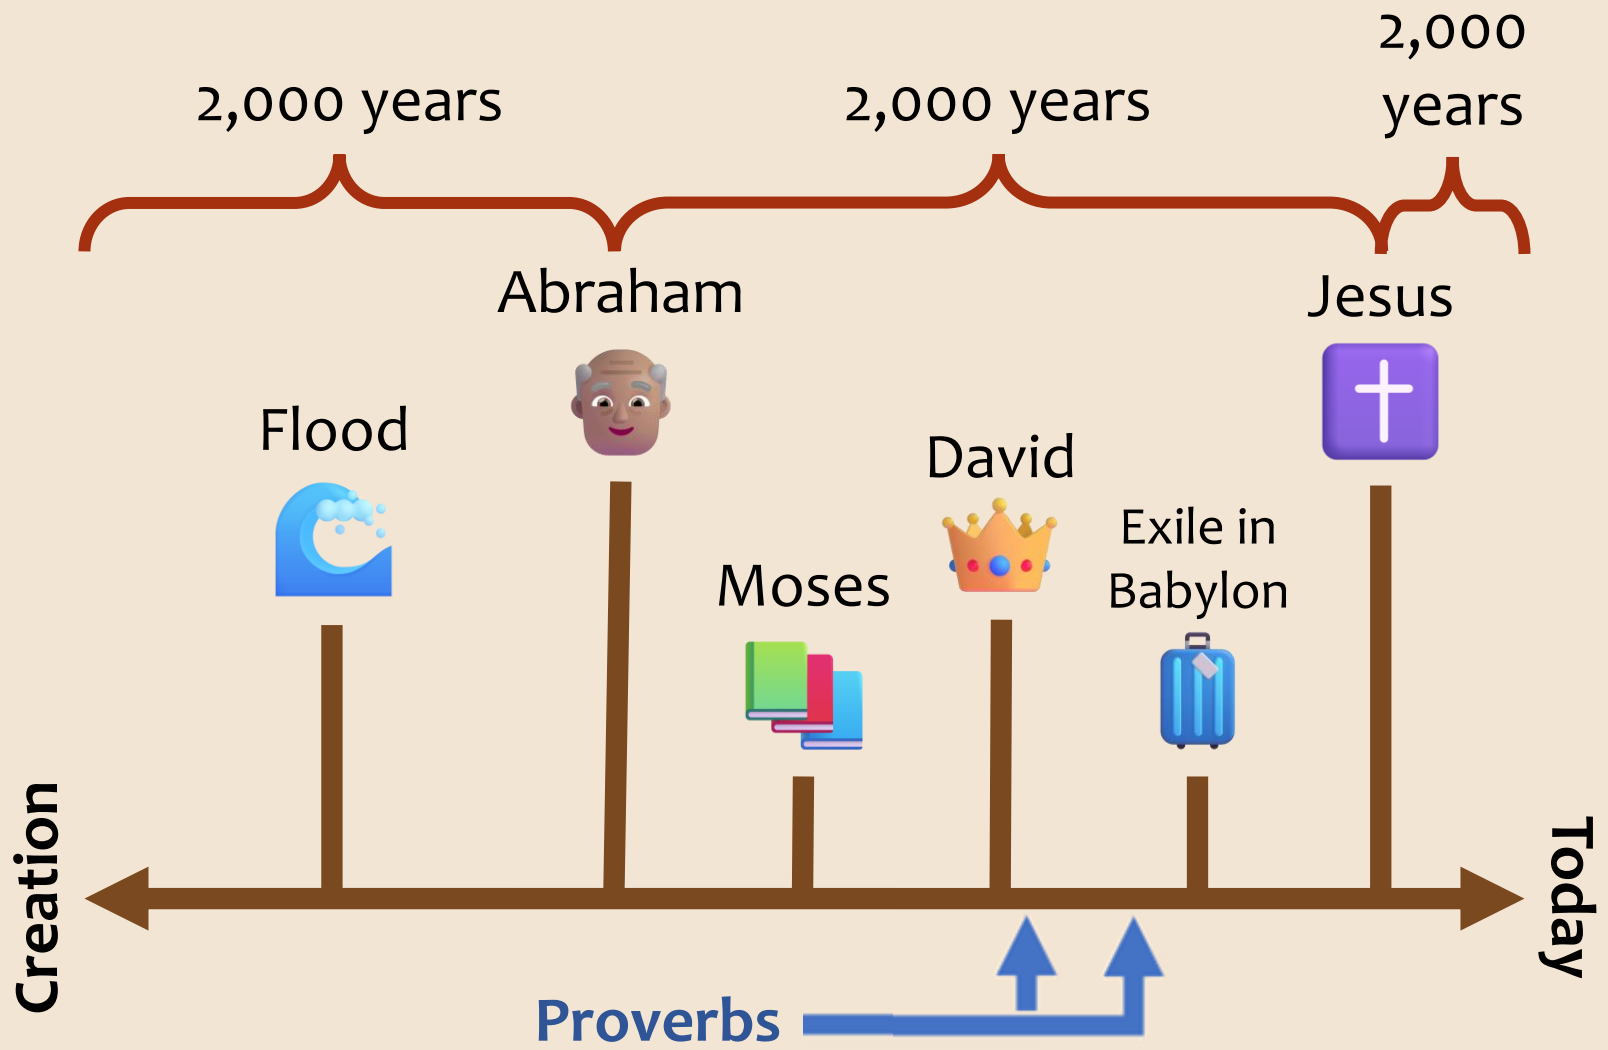 2,000
years
2,000 years
2,000 years
Abraham
Jesus
Flood
David
Exile in
Babylon
Moses
Creation
Today
Proverbs